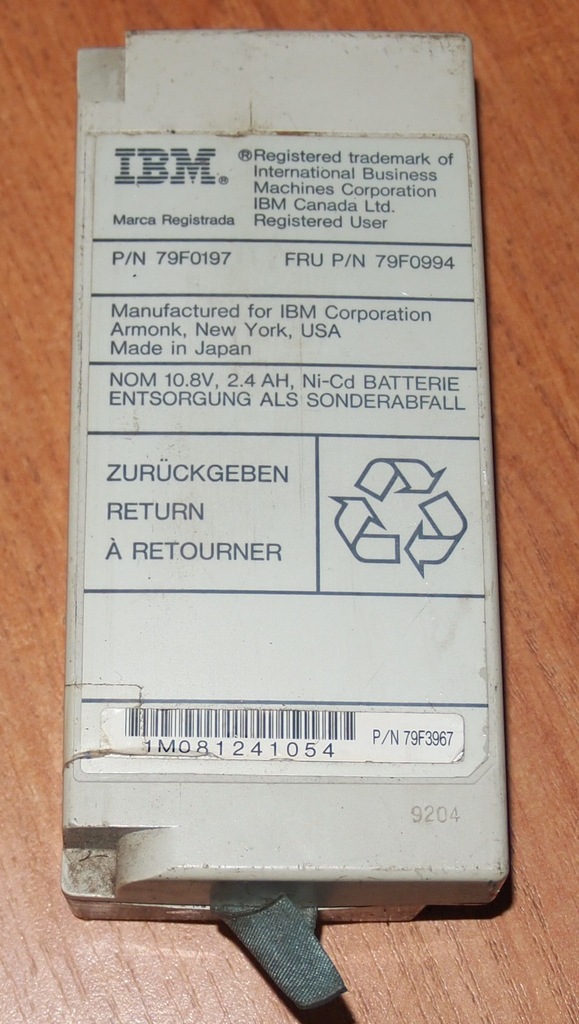 IBM®
®Registered trademark of
International Business
Machines Corporation
IBM Canada Ltd.
Marca Registrada Registered User
P/N 79F0197 FRU P/N 79F0994
Manufactured for IBM Corporation
Armonk, New York, USA
Made in Japan
NOM 10.8V, 2.4 AH, Ni-Cd BATTERIE
ENTSORGUNG ALS SONDERABFALL
ZURÜCKGEBEN
RETURN
À RETOURNER
1M081241054 P/N 79F3967
9204